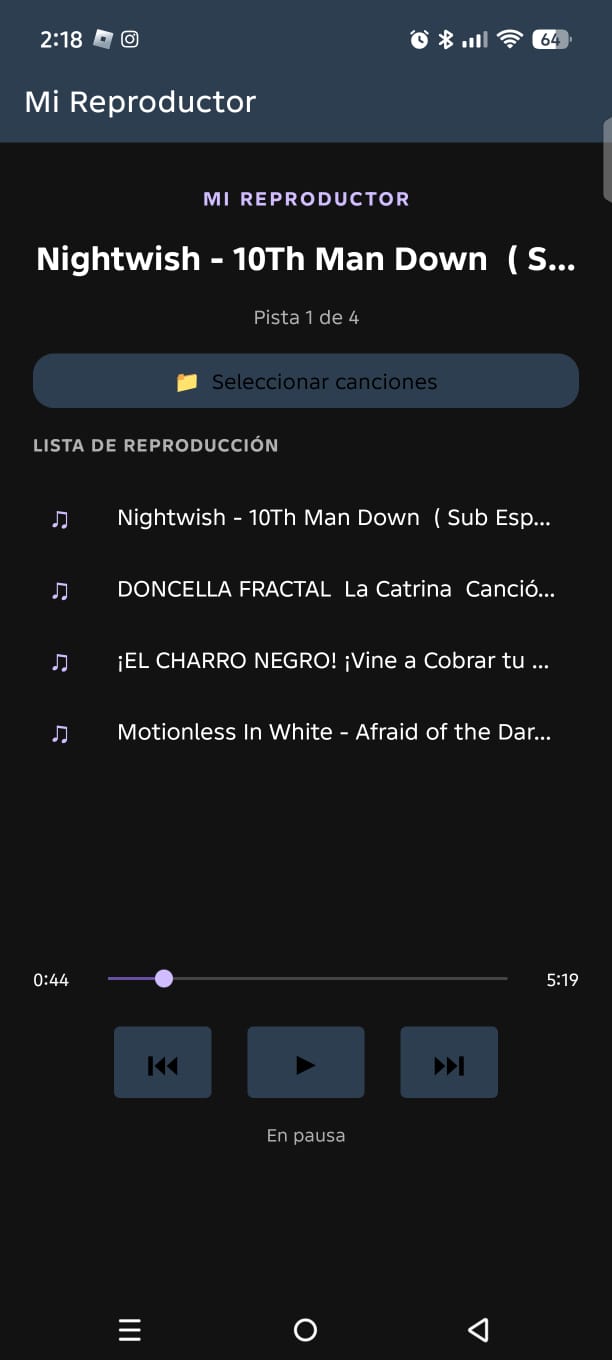 2:18
64
Mi Reproductor
MI REPRODUCTOR
Nightwish - 10Th Man Down ( S...
Pista 1 de 4
Seleccionar canciones
LISTA DE REPRODUCCIÓN
Nightwish - 10Th Man Down ( Sub Esp...
DONCELLA FRACTAL La Catrina Canció...
¡EL CHARRO NEGRO! ¡Vine a Cobrar tu ...
Motionless In White - Afraid of the Dar...
0:44
5:19
En pausa